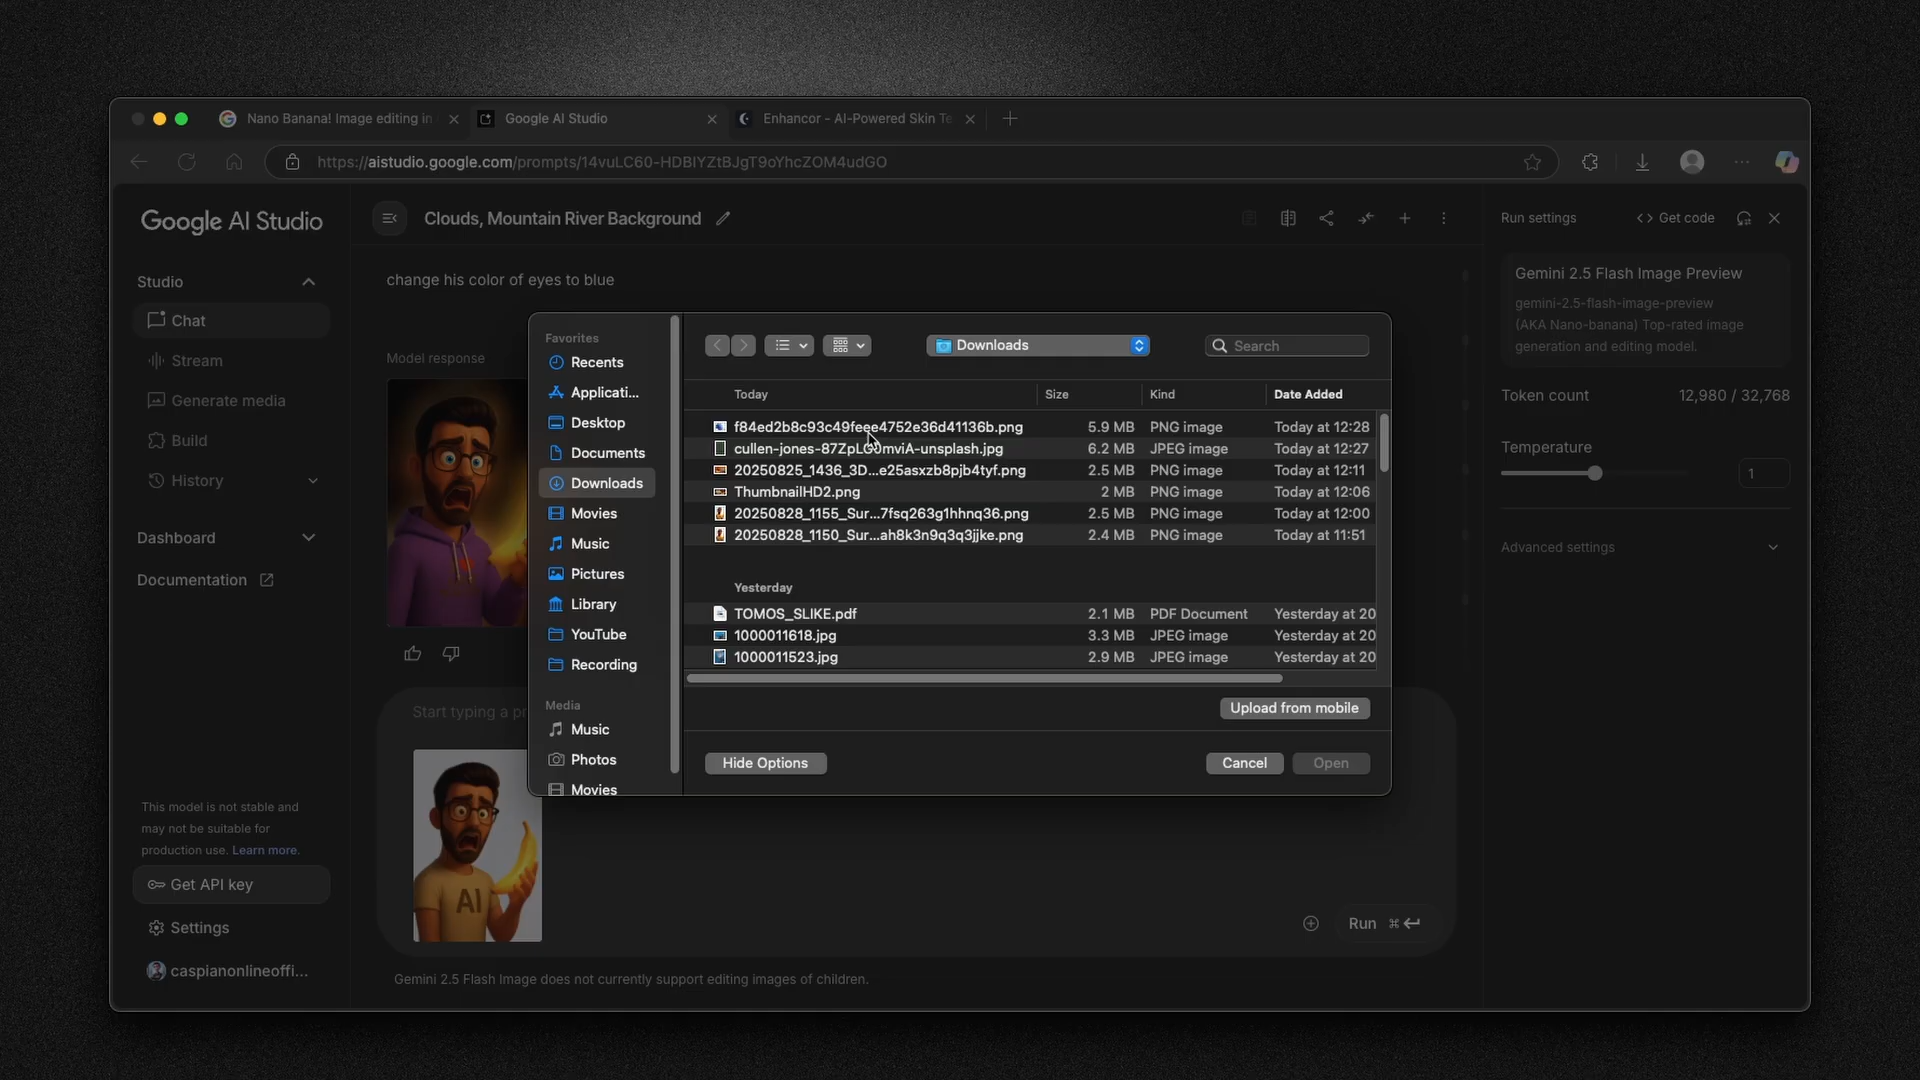 Nano Banana! Image editing in
Google AI Studio
Enhancor - AI-Powered Skin Te
https://aistudio.google.com/prompts/14vuLC60-HDBIYZtBJgT9oYhcZOM4udGO
Google AI Studio
Clouds, Mountain River Background
Run settings
Get code
Studio
Chat
Stream
Generate media
Build
History
Dashboard
Documentation
This model is not stable and
may not be suitable for
production use. Learn more.
Get API key
Settings
caspianonlineoffi...
change his color of eyes to blue
Model response
Start typing a pr
AI
Run ⌘
Gemini 2.5 Flash Image does not currently support editing images of children.
Favorites
Recents
Applicati...
Desktop
Documents
Downloads
Movies
Music
Pictures
Library
YouTube
Recording
Media
Music
Photos
Movies
Downloads
Search
Today Size Kind Date Added
f84ed2b8c93c49feee4752e36d41136b.png 5.9 MB PNG image Today at 12:28
6.2 MB JPEG image Today at 12:27
20250825_1436_3D...e25asxzb8pjb4tyf.png 2.5 MB PNG image Today at 12:11
ThumbnailHD2.png 2 MB PNG image Today at 12:06
20250828_1155_Sur...7fsq263g1hhnq36.png 2.5 MB PNG image Today at 12:00
20250828_1150_Sur...ah8k3n9q3q3jjke.png 2.4 MB PNG image Today at 11:51
Yesterday
TOMOS_SLIKE.pdf 2.1 MB PDF Document Yesterday at 20
1000011618.jpg 3.3 MB JPEG image Yesterday at 20
1000011523.jpg 2.9 MB JPEG image Yesterday at 20
Upload from mobile
Hide Options
Cancel
Open
Gemini 2.5 Flash Image Preview
gemini-2.5-flash-image-preview
(AKA Nano-banana) Top-rated image
generation and editing model.
Token count 12,980 / 32,768
Temperature
1
Advanced settings